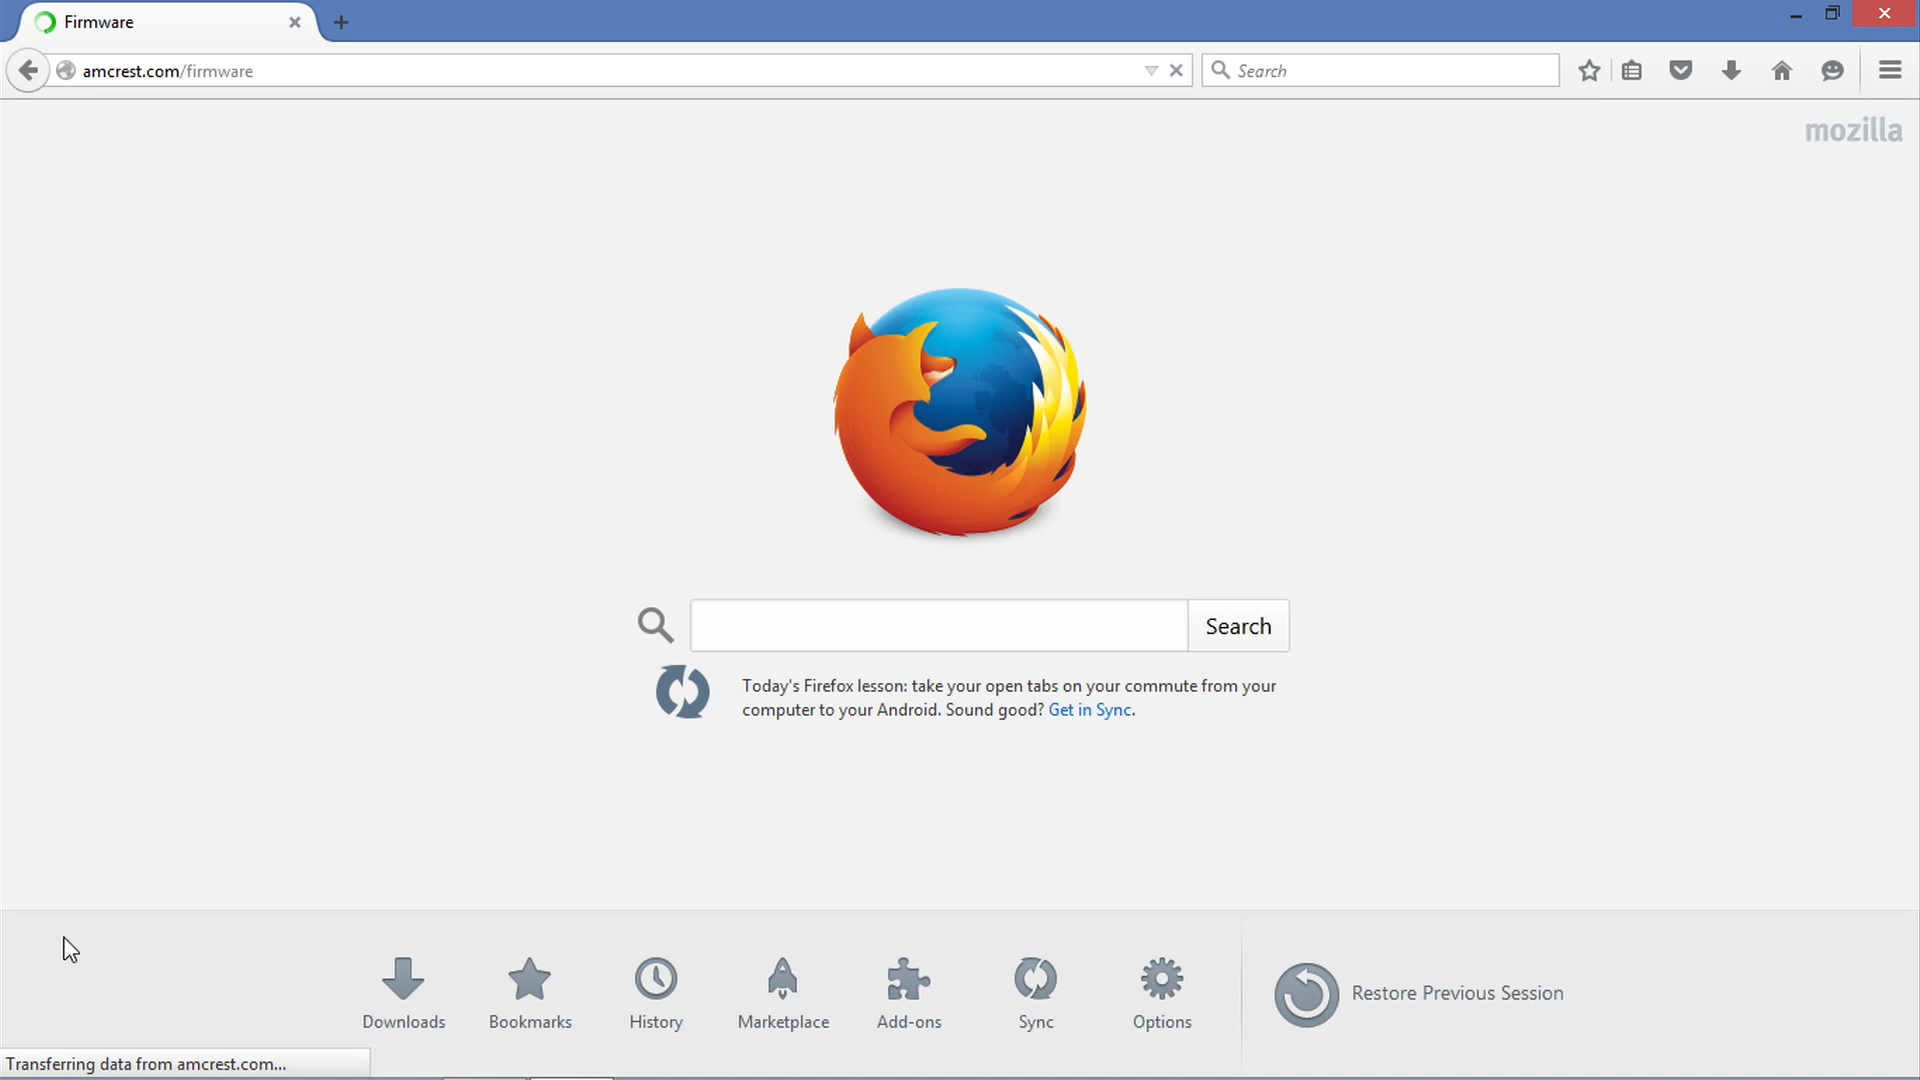 Firmware
amcrest.com/firmware
Search
mozilla
Search
Today's Firefox lesson: take your open tabs on your commute from your
computer to your Android. Sound good? Get in Sync.
Downloads
Bookmarks
History
Marketplace
Add-ons
Sync
Options
Restore Previous Session
Transferring data from amcrest.com...